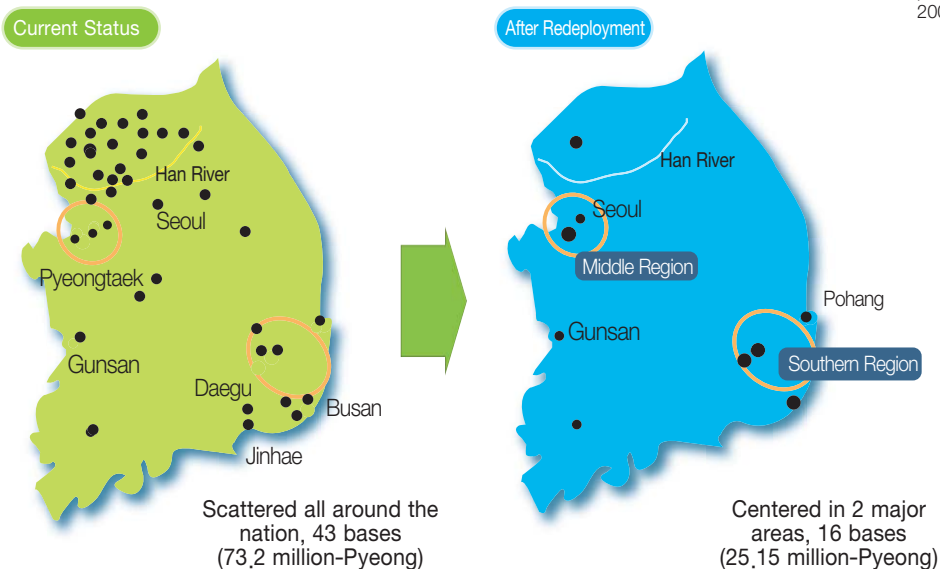 Current Status
Han River
Seoul
Pyeongtaek
Gunsan
Daegu
Busan
Jinhae
Scattered all around the
nation, 43 bases
(73.2 million-Pyeong)
After Redeployment
Han River
Seoul
Middle Region
Pohang
Gunsan
Southern Region
Centered in 2 major
areas, 16 bases
(25.15 million-Pyeong)